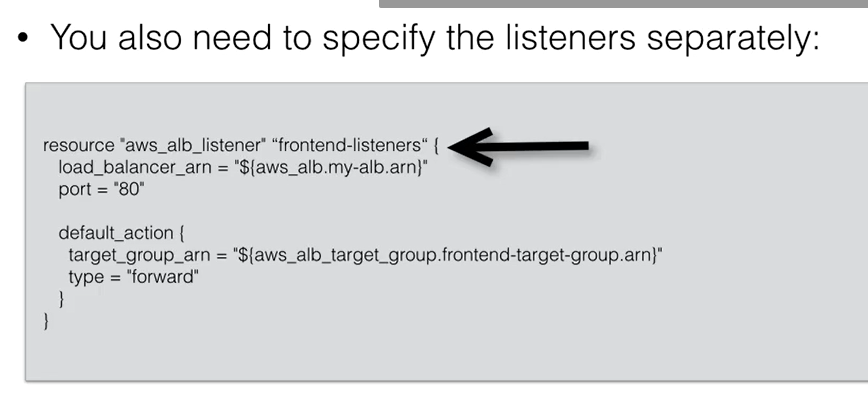 • You also need to specify the listeners separately:
resource "aws_alb_listener" “frontend-listeners“ {
load_balancer_arn = "${aws_alb.my-alb.arn}"
port = "80"
default_action {
target_group_arn = "${aws_alb_target_group.frontend-target-group.arn}"
type = "forward"
}
}